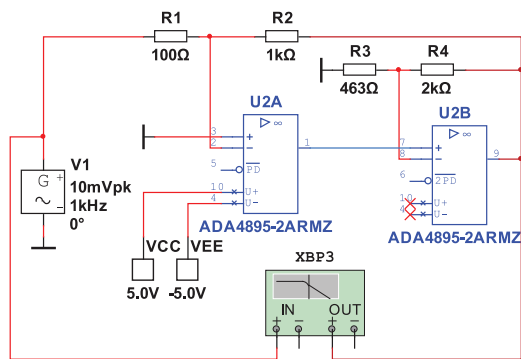 R1
100Ω
R2
1kΩ
R3
463Ω
R4
2kΩ
U2A
∞
3
+
2
−
1
5
PD
10
U+
4
U−
ADA4895-2ARMZ
U2B
∞
7
+
8
−
9
6
2PD
10
U+
4
U−
ADA4895-2ARMZ
V1
G
+
−
10mVpk
1kHz
0°
VCC
5.0V
VEE
-5.0V
XBP3
IN OUT
+ − + −